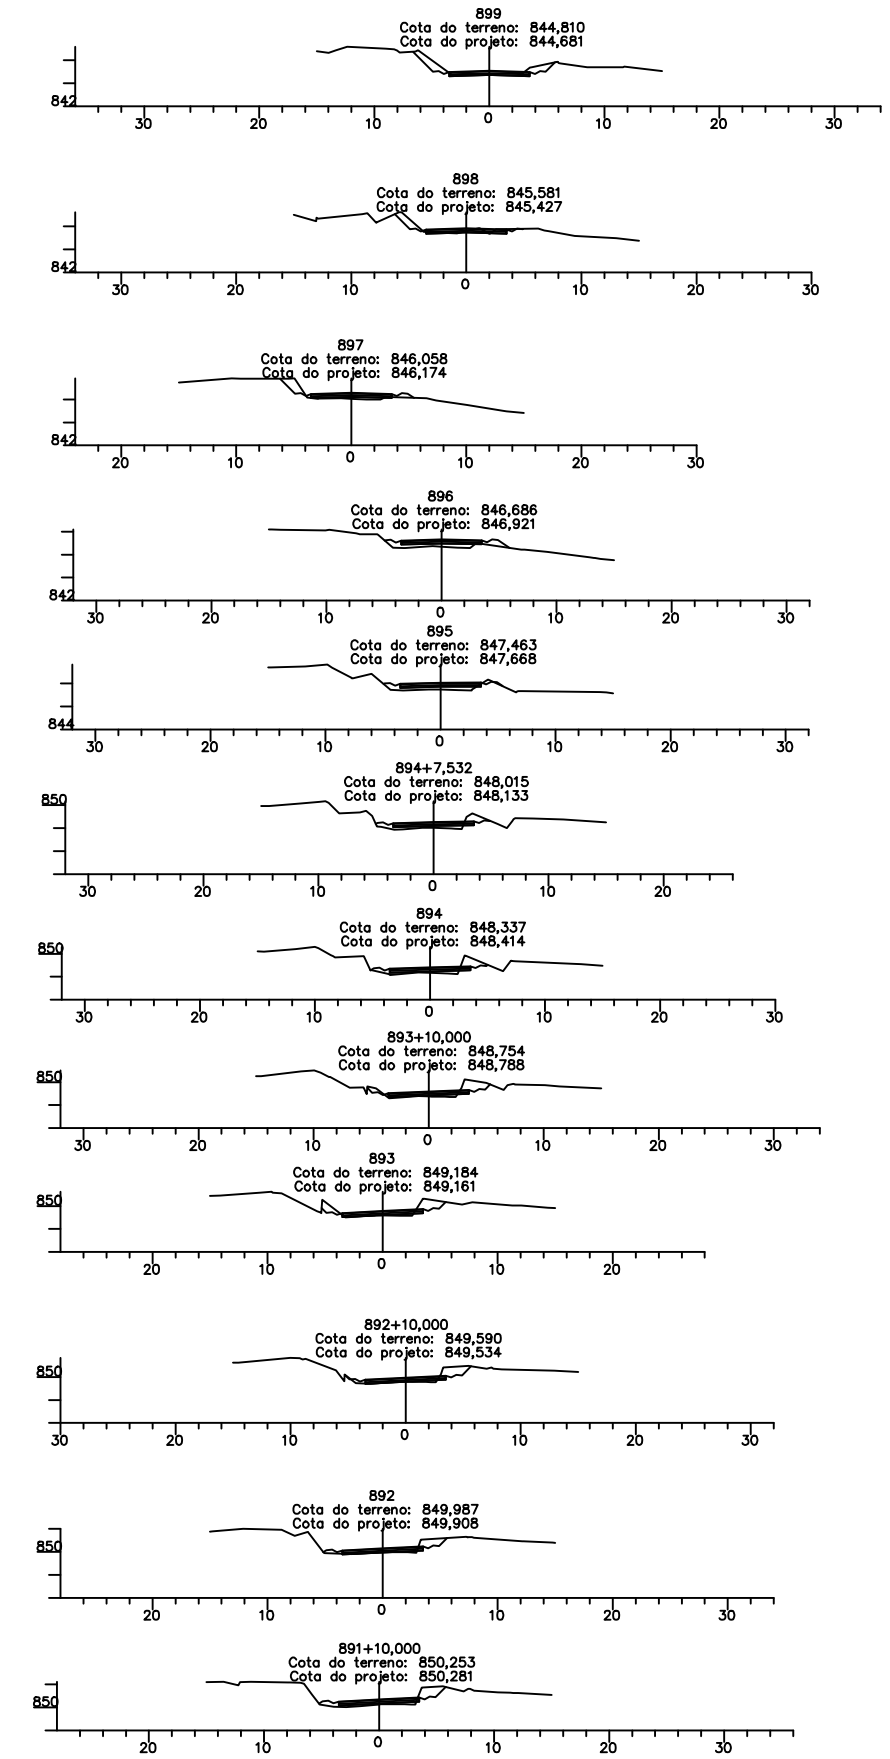 899
Cota do terreno: 844,810
Cota do projeto: 844,681
842
30 20 10 0 10 20 30
898
Cota do terreno: 845,581
Cota do projeto: 845,427
842
30 20 10 0 10 20 30
897
Cota do terreno: 846,058
Cota do projeto: 846,174
842
20 10 0 10 20 30
896
Cota do terreno: 846,686
Cota do projeto: 846,921
842
30 20 10 0 10 20 30
895
Cota do terreno: 847,463
Cota do projeto: 847,668
844
30 20 10 0 10 20 30
894+7,532
Cota do terreno: 848,015
Cota do projeto: 848,133
850
30 20 10 0 10 20
894
Cota do terreno: 848,337
Cota do projeto: 848,414
850
30 20 10 0 10 20 30
893+10,000
Cota do terreno: 848,754
Cota do projeto: 848,788
850
30 20 10 0 10 20 30
893
Cota do terreno: 849,184
Cota do projeto: 849,161
850
20 10 0 10 20
892+10,000
Cota do terreno: 849,590
Cota do projeto: 849,534
850
30 20 10 0 10 20 30
892
Cota do terreno: 849,987
Cota do projeto: 849,908
850
20 10 0 10 20 30
891+10,000
Cota do terreno: 850,253
Cota do projeto: 850,281
850
20 10 0 10 20 30